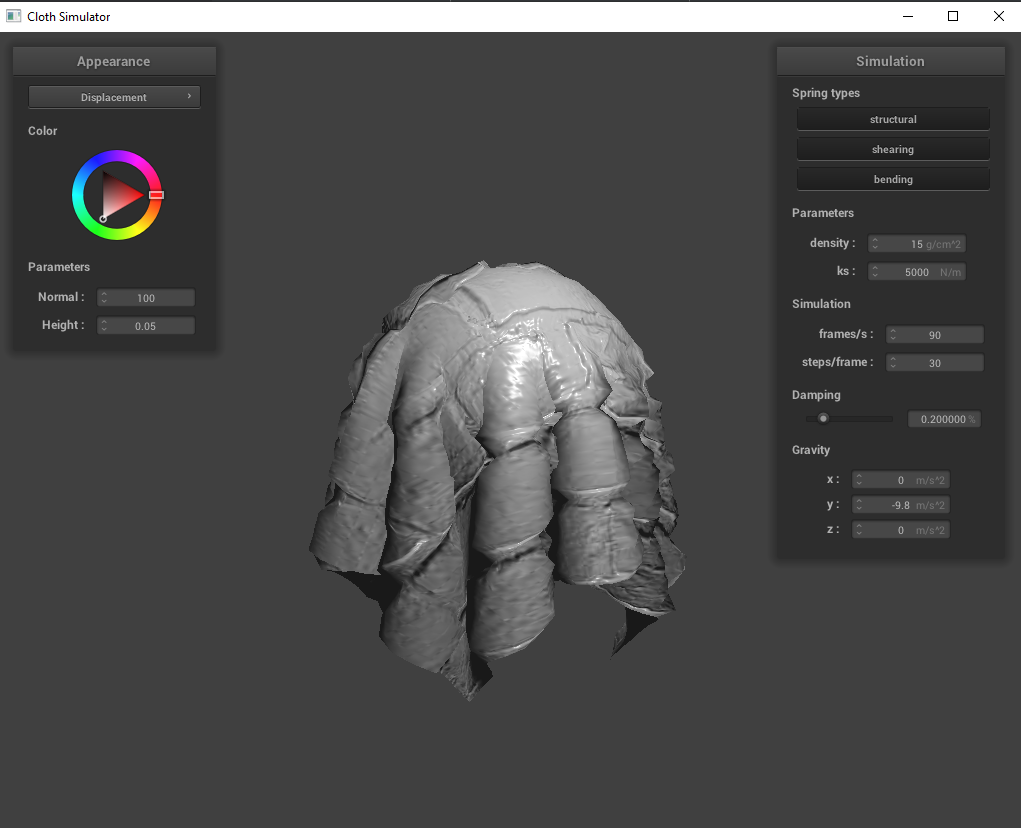 Cloth Simulator
Appearance
Displacement
Color
Parameters
Normal : 100
Height : 0.05
Simulation
Spring types
structural
shearing
bending
Parameters
density : 15 g/cm^2
ks : 5000 N/m
Simulation
frames/s : 90
steps/frame : 30
Damping
0.200000 %
Gravity
x : 0 m/s^2
y : -9.8 m/s^2
z : 0 m/s^2